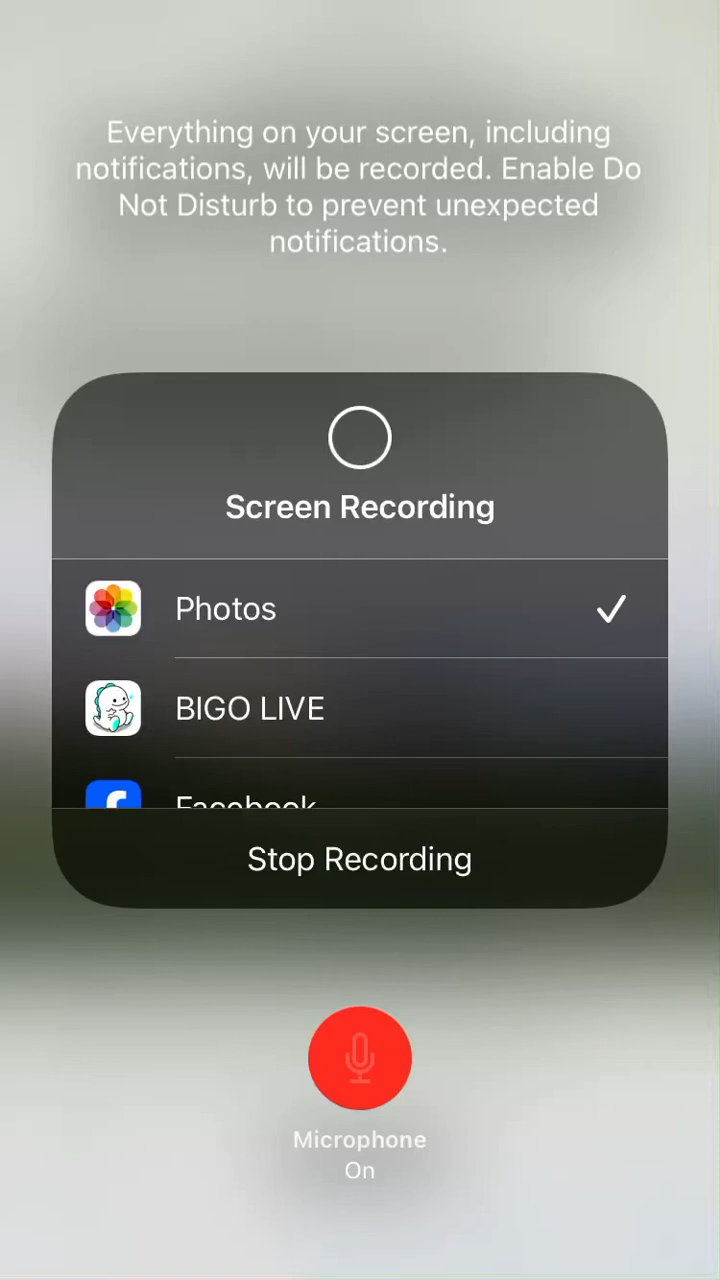 Everything on your screen, including
notifications, will be recorded. Enable Do
Not Disturb to prevent unexpected
notifications.
Screen Recording
Photos
BIGO LIVE
Facebook
Stop Recording
Microphone
On